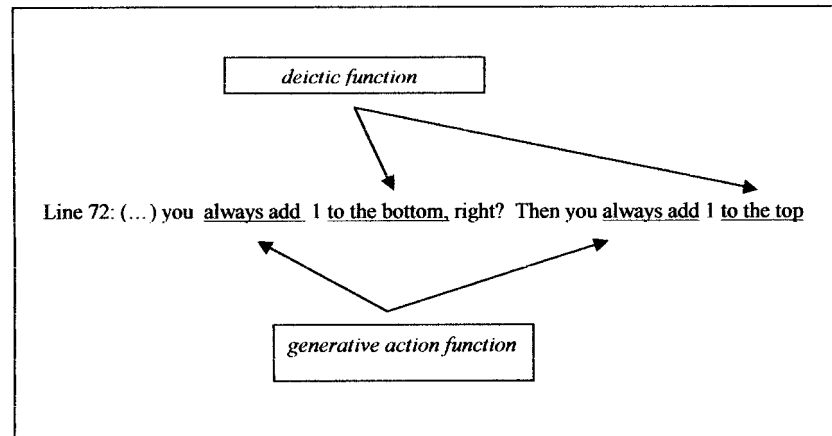 deictic function
Line 72: (...) you always add 1 to the bottom, right? Then you always add 1 to the top
generative action function